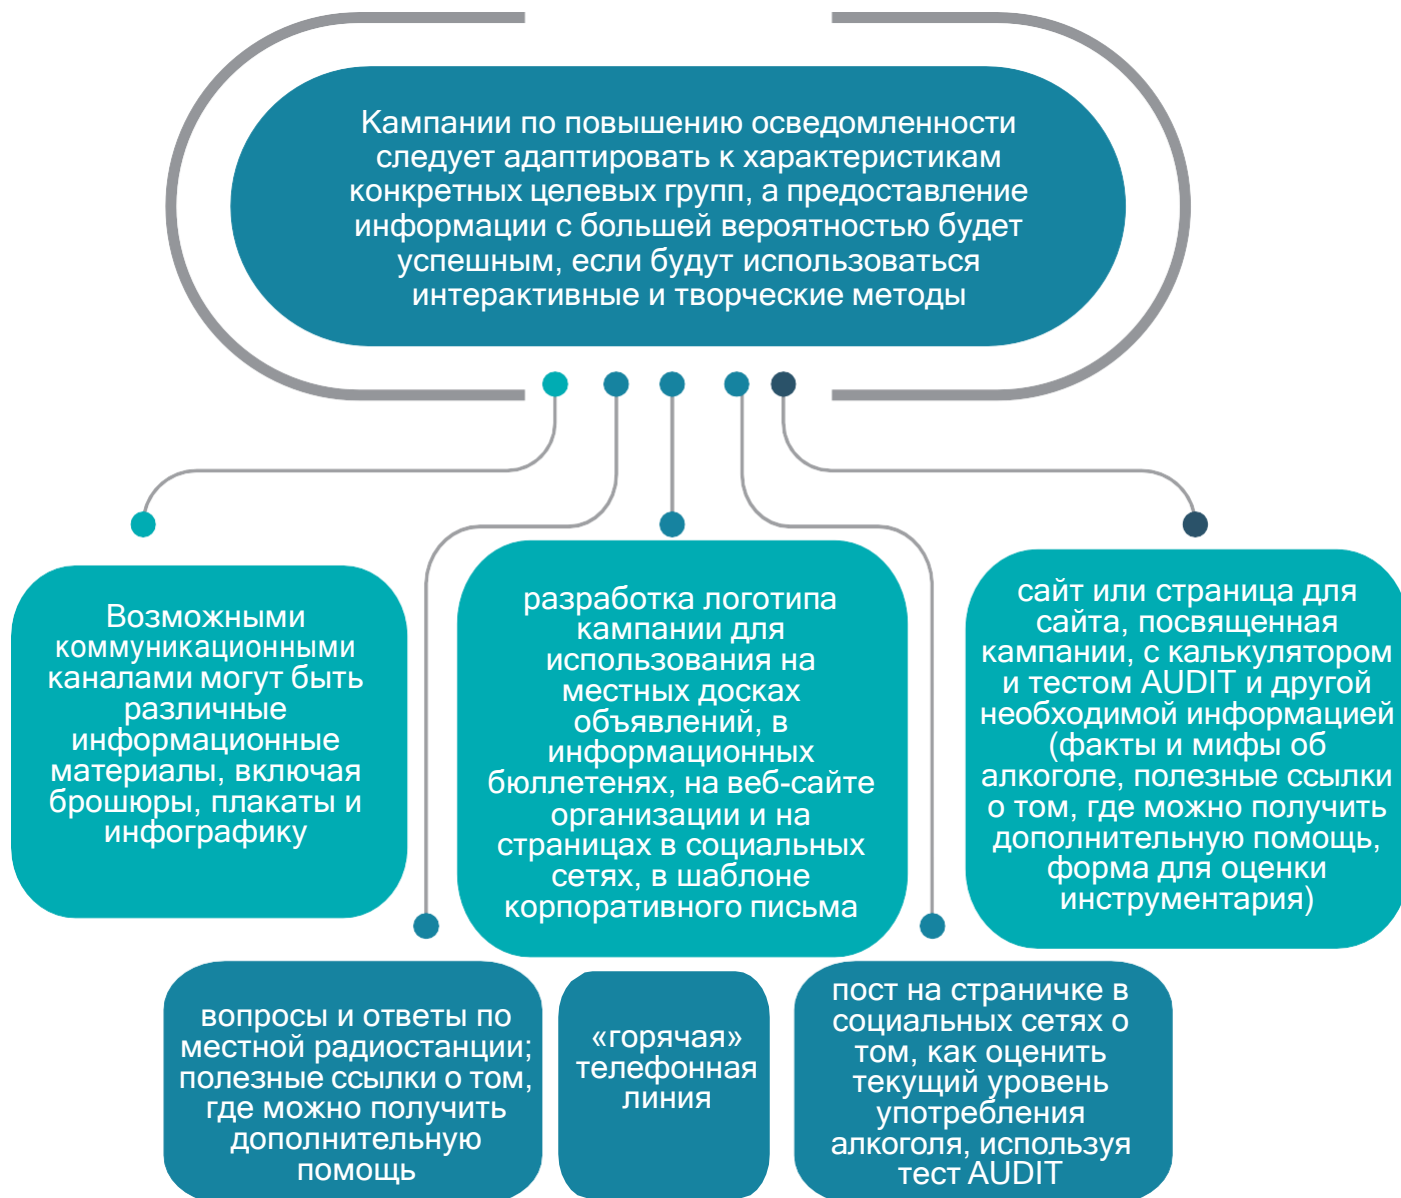 Кампании по повышению осведомленности
следует адаптировать к характеристикам
конкретных целевых групп, а предоставление
информации с большей вероятностью будет
успешным, если будут использоваться
интерактивные и творческие методы
Возможными
коммуникационными
каналами могут быть
различные
информационные
материалы, включая
брошюры, плакаты и
инфографику
разработка логотипа
кампании для
использования на
местных досках
объявлений, в
информационных
бюллетенях, на веб-сайте
организации и на
страницах в социальных
сетях, в шаблоне
корпоративного письма
сайт или страница для
сайта, посвященная
кампании, с калькулятором
и тестом AUDIT и другой
необходимой информацией
(факты и мифы об
алкоголе, полезные ссылки
о том, где можно получить
дополнительную помощь,
форма для оценки
инструментария)
вопросы и ответы по
местной радиостанции;
полезные ссылки о том,
где можно получить
дополнительную
помощь
«горячая»
телефонная
линия
пост на страничке в
социальных сетях о
том, как оценить
текущий уровень
употребления
алкоголя, используя
тест AUDIT